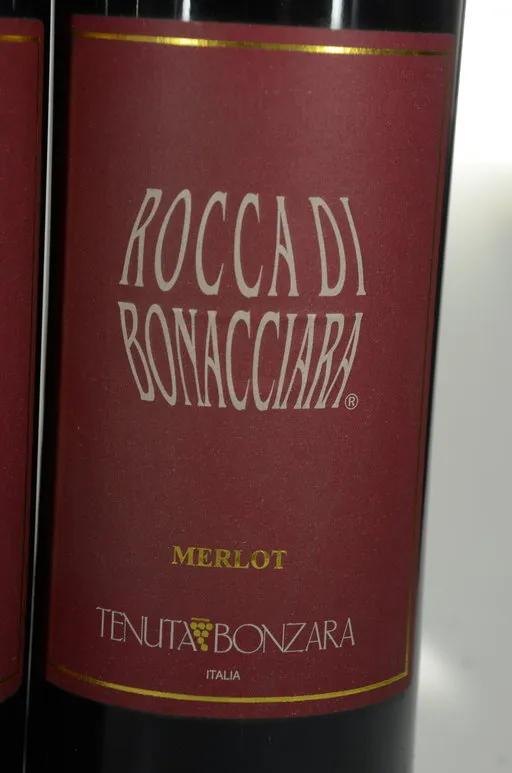 ROCCA DI
BONACCIARA®
MERLOT
TENUTA BONZARA
ITALIA